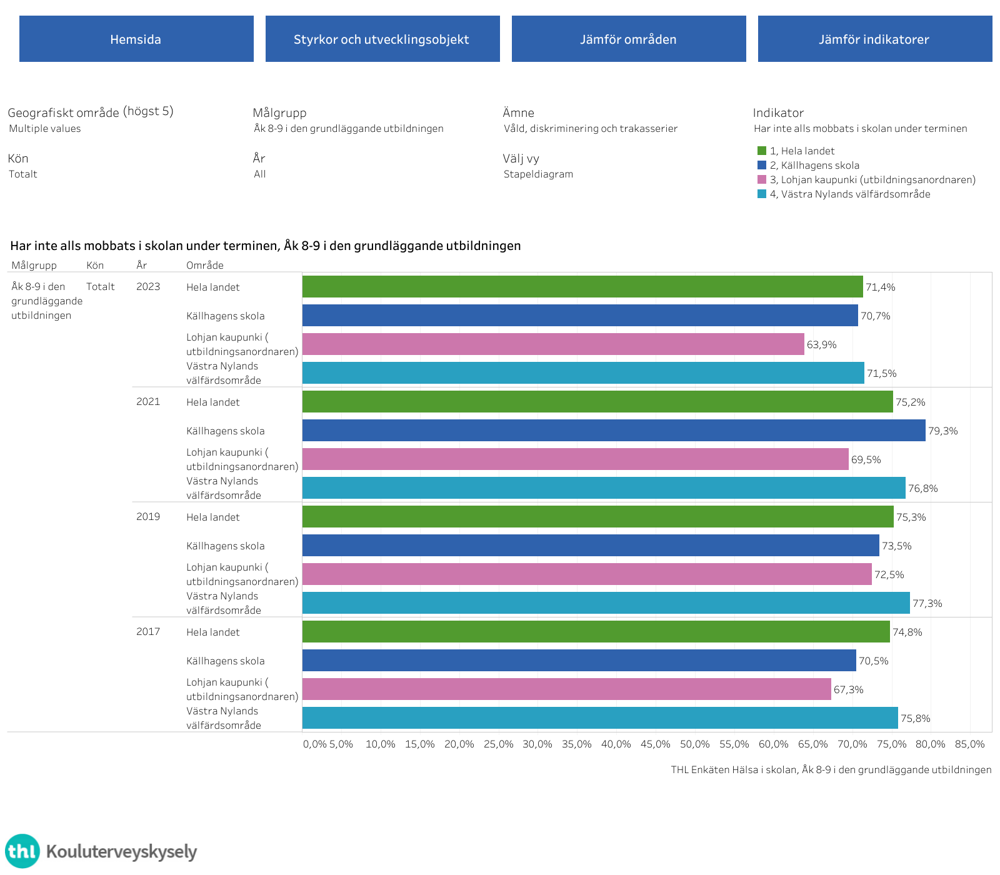 Hemsida
Styrkor och utvecklingsobjekt
Jämför områden
Jämför indikatorer
Geografiskt område (högst 5)
Multiple values
Målgrupp
Åk 8-9 i den grundläggande utbildningen
Ämne
Våld, diskriminering och trakasserier
Indikator
Har inte alls mobbats i skolan under terminen
Kön
Totalt
År
All
Välj vy
Stapeldiagram
1, Hela landet
2, Källhagens skola
3, Lohjan kaupunki (utbildningsanordnaren)
4, Västra Nylands välfärdsområde
Har inte alls mobbats i skolan under terminen, Åk 8-9 i den grundläggande utbildningen
Målgrupp Kön År Område
Åk 8-9 i den
grundläggande
utbildningen
Totalt
2023
Hela landet 71,4%
Källhagens skola 70,7%
Lohjan kaupunki (
utbildningsanordnaren) 63,9%
Västra Nylands
välfärdsområde 71,5%
2021
Hela landet 75,2%
Källhagens skola 79,3%
Lohjan kaupunki (
utbildningsanordnaren) 69,5%
Västra Nylands
välfärdsområde 76,8%
2019
Hela landet 75,3%
Källhagens skola 73,5%
Lohjan kaupunki (
utbildningsanordnaren) 72,5%
Västra Nylands
välfärdsområde 77,3%
2017
Hela landet 74,8%
Källhagens skola 70,5%
Lohjan kaupunki (
utbildningsanordnaren) 67,3%
Västra Nylands
välfärdsområde 75,8%
0,0% 5,0% 10,0% 15,0% 20,0% 25,0% 30,0% 35,0% 40,0% 45,0% 50,0% 55,0% 60,0% 65,0% 70,0% 75,0% 80,0% 85,0%
THL Enkäten Hälsa i skolan, Åk 8-9 i den grundläggande utbildningen
thl Kouluterveyskysely